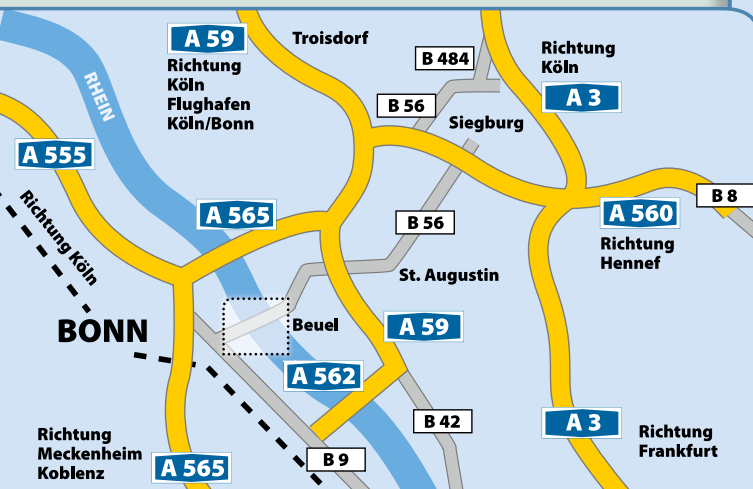 A 59
Richtung
Köln
Flughafen
Köln/Bonn
Troisdorf
B 484
Richtung
Köln
A 3
B 56
Siegburg
RHEIN
A 555
Richtung Köln
A 565
B 56
A 560
Richtung
Hennef
B 8
St. Augustin
BONN
Beuel
A 59
A 562
B 42
A 3
Richtung
Frankfurt
Richtung
Meckenheim
Koblenz
A 565
B 9